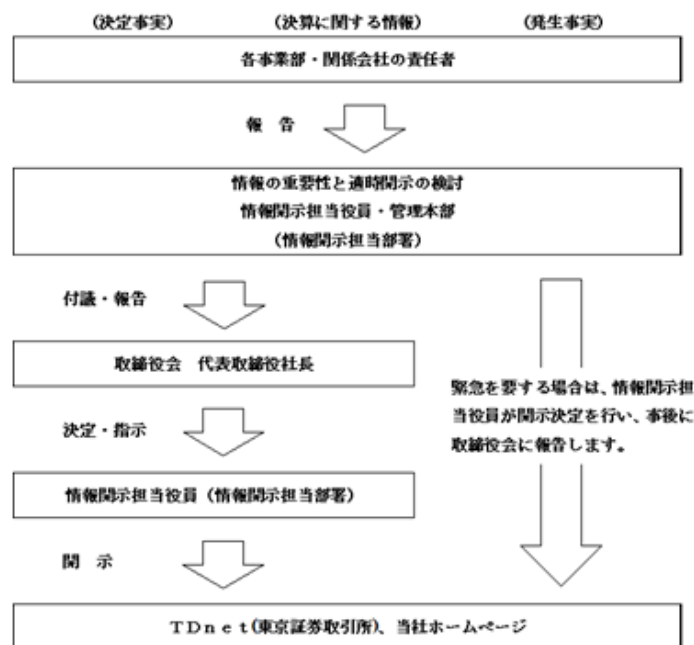 (決定事実) (決算に関する情報) (発生事実)
各事業部・関係会社の責任者
報 告
情報の重要性と適時開示の検討
情報開示担当役員・管理本部
(情報開示担当部署)
付議・報告
取締役会 代表取締役社長
緊急を要する場合は、情報開示担
当役員が開示決定を行い、事後に
取締役会に報告します。
決定・指示
情報開示担当役員(情報開示担当部署)
開 示
TDnet(東京証券取引所)、当社ホームページ